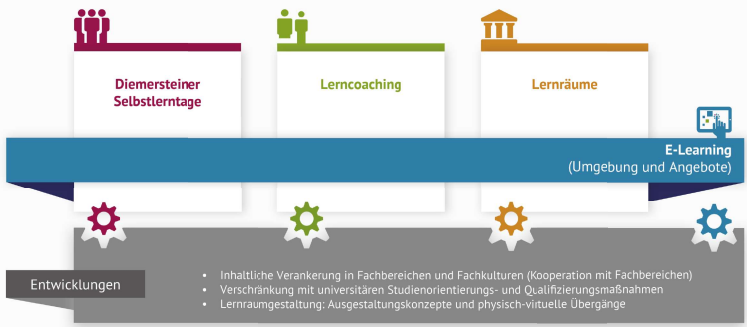 Diemersteiner
Selbstlerntage
Lerncoaching
Lernräume
E-Learning
(Umgebung und Angebote)
Entwicklungen
• Inhaltliche Verankerung in Fachbereichen und Fachkulturen (Kooperation mit Fachbereichen)
• Verschränkung mit universitären Studienorientierungs- und Qualifizierungsmaßnahmen
• Lernraumgestaltung: Ausgestaltungskonzepte und physisch-virtuelle Übergänge